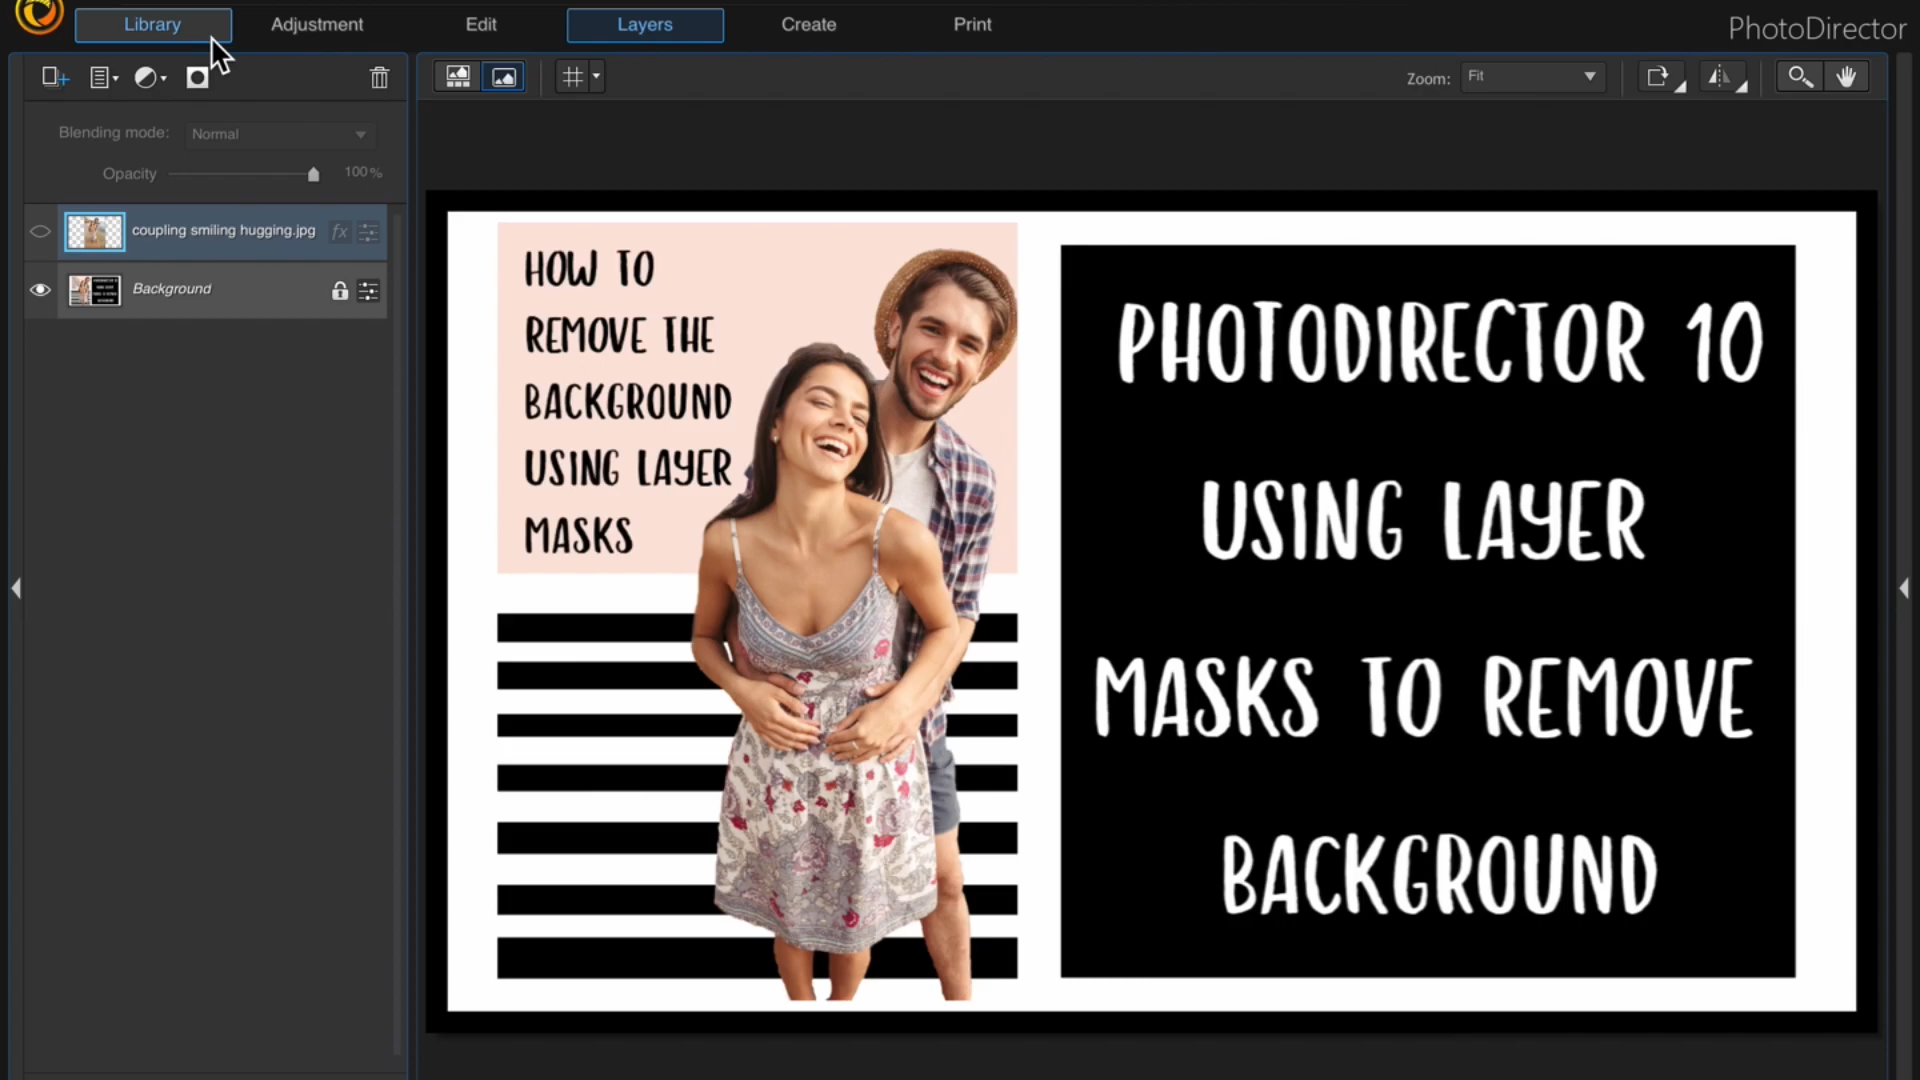 Library
Adjustment
Edit
Layers
Create
Print
PhotoDirector
Zoom: Fit
Blending mode: Normal
Opacity 100%
coupling smiling hugging.jpg fx
Background
HOW TO
REMOVE THE
BACKGROUND
USING LAYER
MASKS
PHOTODIRECTOR 10
USING LAYER
MASKS TO REMOVE
BACKGROUND